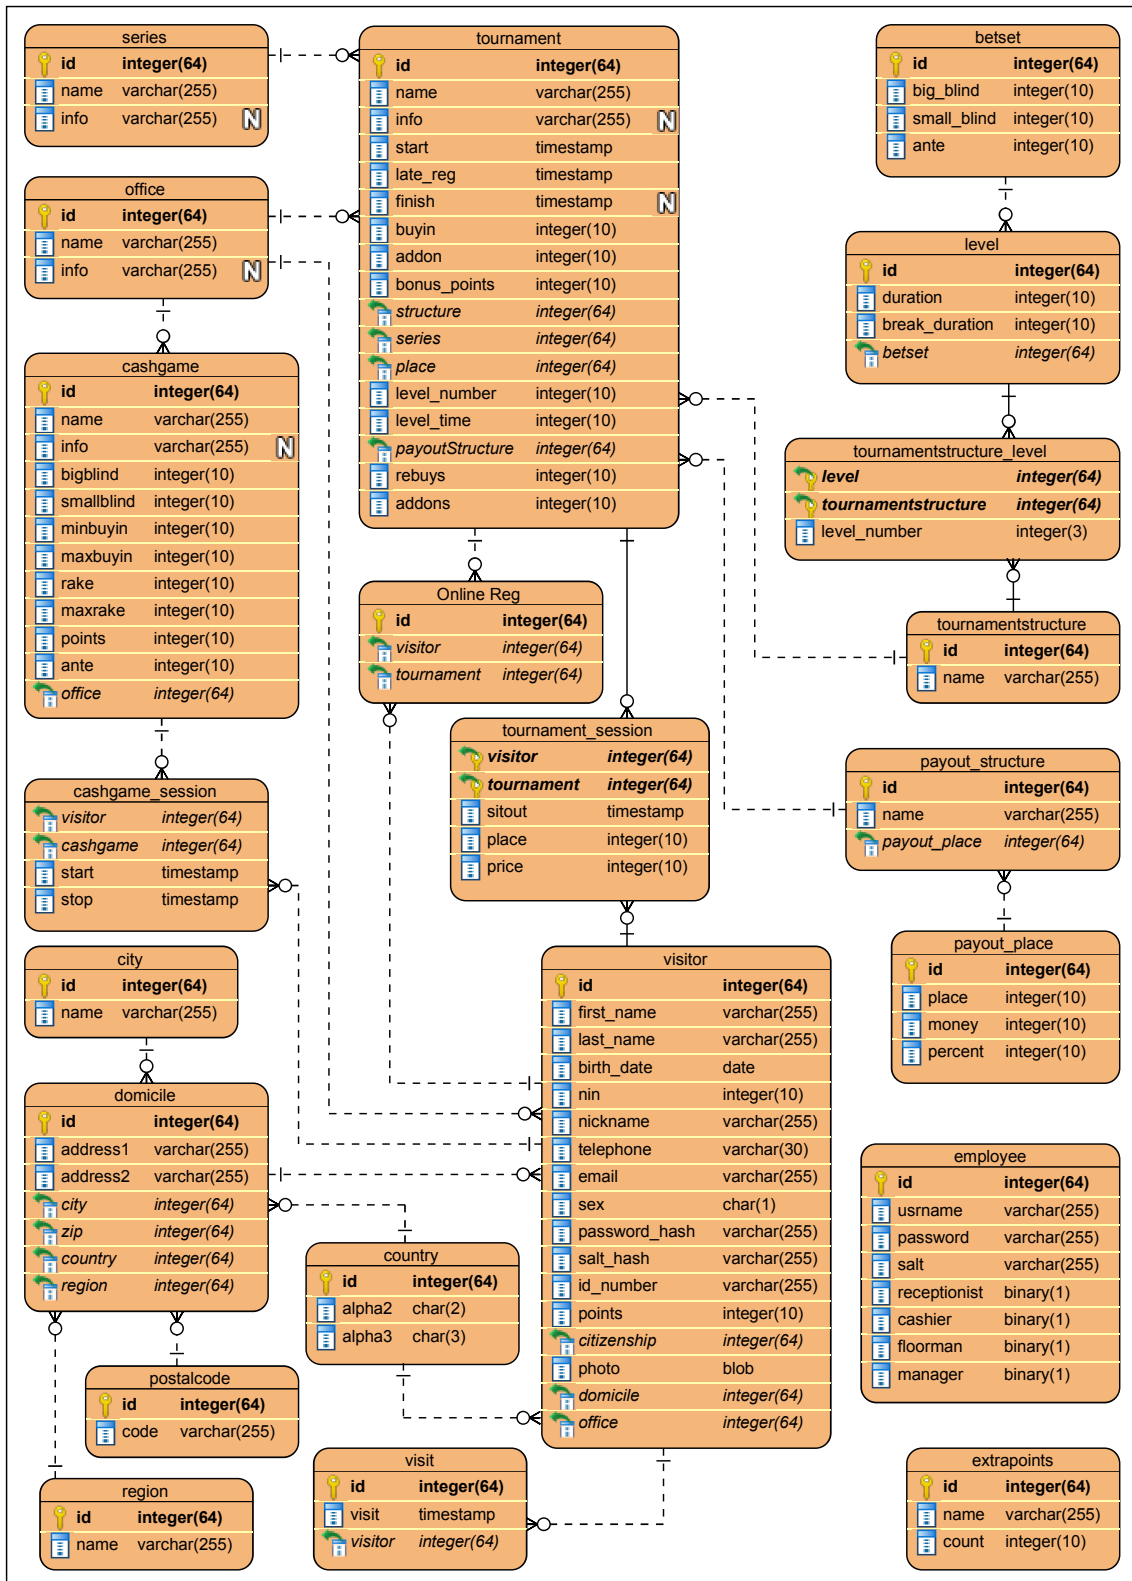 series
id integer(64)
name varchar(255)
info varchar(255) N
office
id integer(64)
name varchar(255)
info varchar(255) N
cashgame
id integer(64)
name varchar(255)
info varchar(255) N
bigblind integer(10)
smallblind integer(10)
minbuyin integer(10)
maxbuyin integer(10)
rake integer(10)
maxrake integer(10)
points integer(10)
ante integer(10)
office integer(64)
cashgame_session
visitor integer(64)
cashgame integer(64)
start timestamp
stop timestamp
city
id integer(64)
name varchar(255)
domicile
id integer(64)
address1 varchar(255)
address2 varchar(255)
city integer(64)
zip integer(64)
country integer(64)
region integer(64)
postalcode
id integer(64)
code varchar(255)
region
id integer(64)
name varchar(255)
tournament
id integer(64)
name varchar(255)
info varchar(255) N
start timestamp
late_reg timestamp
finish timestamp N
buyin integer(10)
addon integer(10)
bonus_points integer(10)
structure integer(64)
series integer(64)
place integer(64)
level_number integer(10)
level_time integer(10)
payoutStructure integer(64)
rebuys integer(10)
addons integer(10)
Online Reg
id integer(64)
visitor integer(64)
tournament integer(64)
tournament_session
visitor integer(64)
tournament integer(64)
sitout timestamp
place integer(10)
price integer(10)
visitor
id integer(64)
first_name varchar(255)
last_name varchar(255)
birth_date date
nin integer(10)
nickname varchar(255)
telephone varchar(30)
email varchar(255)
sex char(1)
password_hash varchar(255)
salt_hash varchar(255)
id_number varchar(255)
points integer(10)
citizenship integer(64)
photo blob
domicile integer(64)
office integer(64)
country
id integer(64)
alpha2 char(2)
alpha3 char(3)
visit
id integer(64)
visit timestamp
visitor integer(64)
betset
id integer(64)
big_blind integer(10)
small_blind integer(10)
ante integer(10)
level
id integer(64)
duration integer(10)
break_duration integer(10)
betset integer(64)
tournamentstructure_level
level integer(64)
tournamentstructure integer(64)
level_number integer(3)
tournamentstructure
id integer(64)
name varchar(255)
payout_structure
id integer(64)
name varchar(255)
payout_place integer(64)
payout_place
id integer(64)
place integer(10)
money integer(10)
percent integer(10)
employee
id integer(64)
usrname varchar(255)
password varchar(255)
salt varchar(255)
receptionist binary(1)
cashier binary(1)
floorman binary(1)
manager binary(1)
extrapoints
id integer(64)
name varchar(255)
count integer(10)